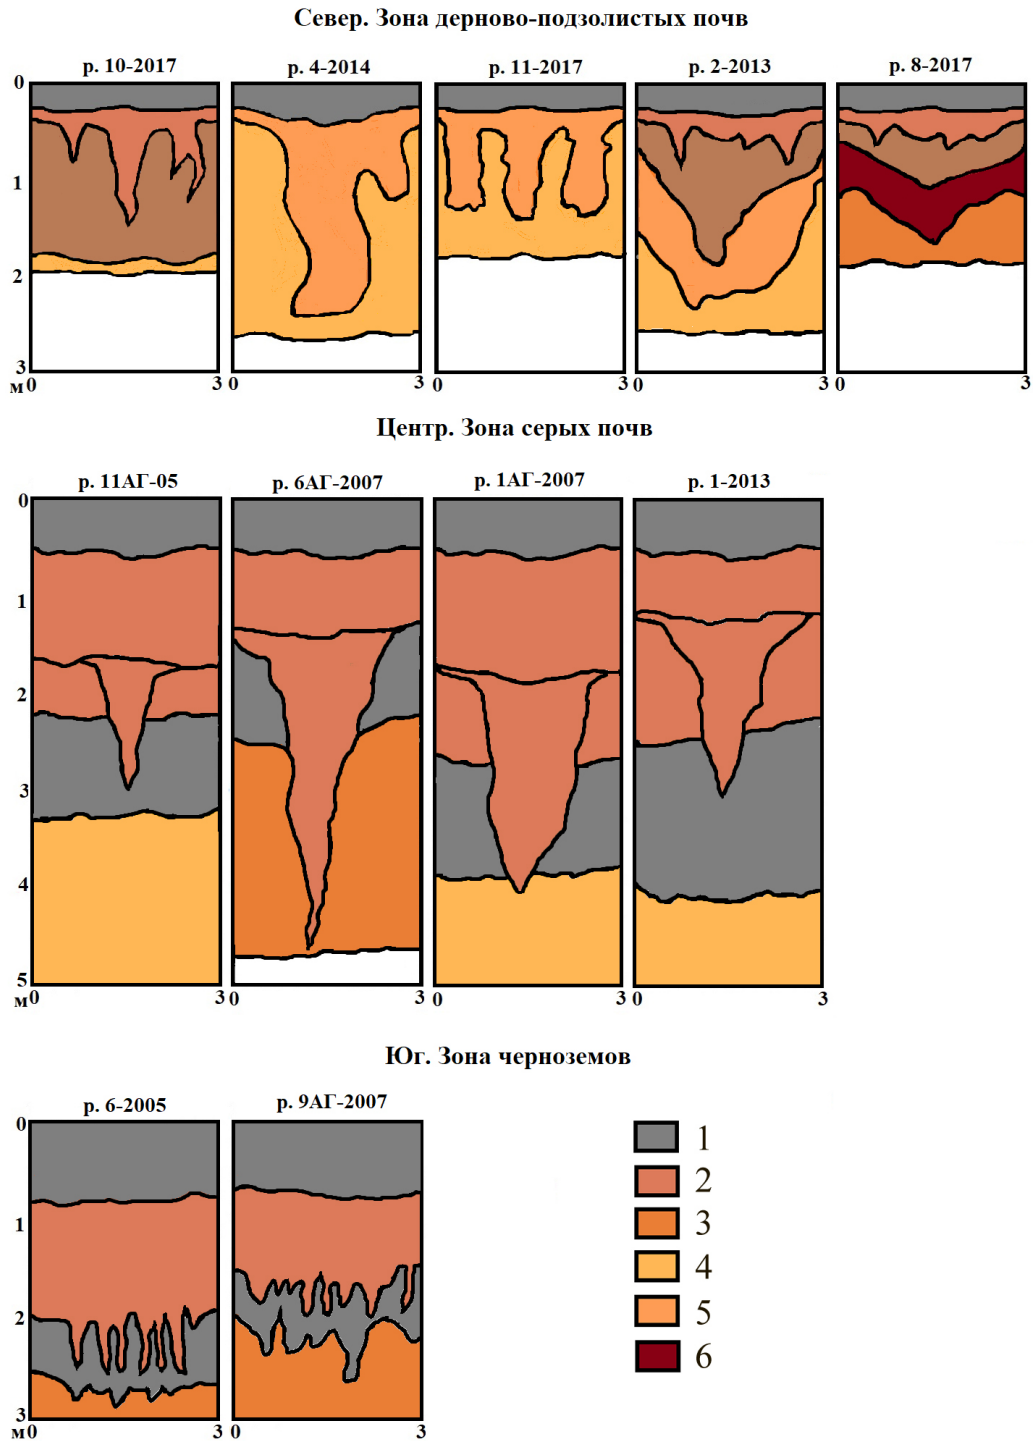 Север. Зона дерново-подзолистых почв
р. 10-2017 р. 4-2014 р. 11-2017 р. 2-2013 р. 8-2017
0
1
2
3
м 0 3 0 3 0 3 0 3 0 3
Центр. Зона серых почв
р. 11АГ-05 р. 6АГ-2007 р. 1АГ-2007 р. 1-2013
0
1
2
3
4
5
м 0 3 0 3 0 3 0 3
Юг. Зона черноземов
р. 6-2005 р. 9АГ-2007
0
1
2
3
м 0 3 0 3
1
2
3
4
5
6